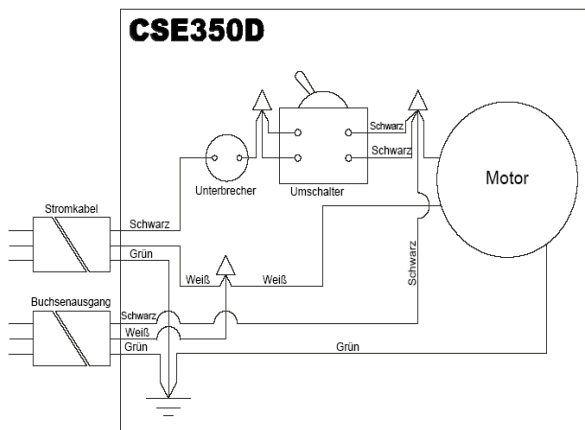 CSE350D
Schwarz
Schwarz
Unterbrecher
Umschalter
Motor
Stromkabel
Schwarz
Grün
Weiß
Weiß
Schwarz
Buchsenausgang
Schwarz
Weiß
Grün
Grün